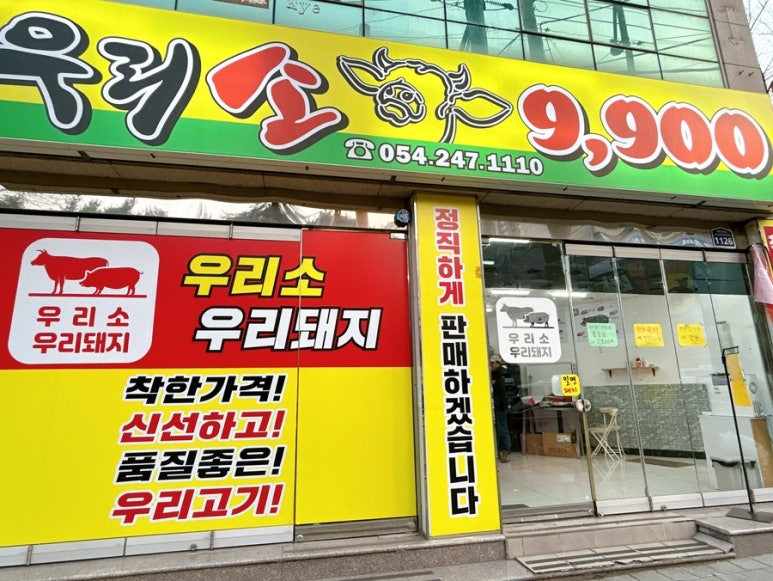 우리소 9,900
☎054.247.1110
우리소
우리돼지
우리소
우리돼지
착한가격!
신선하고!
품질좋은!
우리고기!
정직하게 판매하겠습니다
우리소
우리돼지
1126